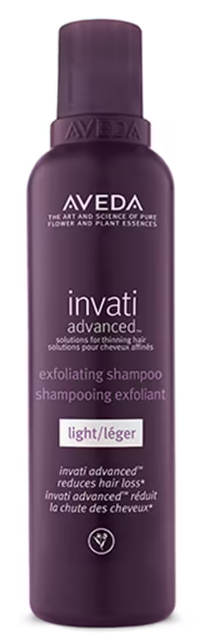 AVEDA
AVEDA
THE ART AND SCIENCE OF PURE
FLOWER AND PLANT ESSENCES
invati
advanced™
solutions for thinning hair
solutions pour cheveux affinés
exfoliating shampoo
shampooing exfoliant
light/léger
invati advanced™
reduces hair loss*
invati advanced™ réduit
la chute des cheveux*